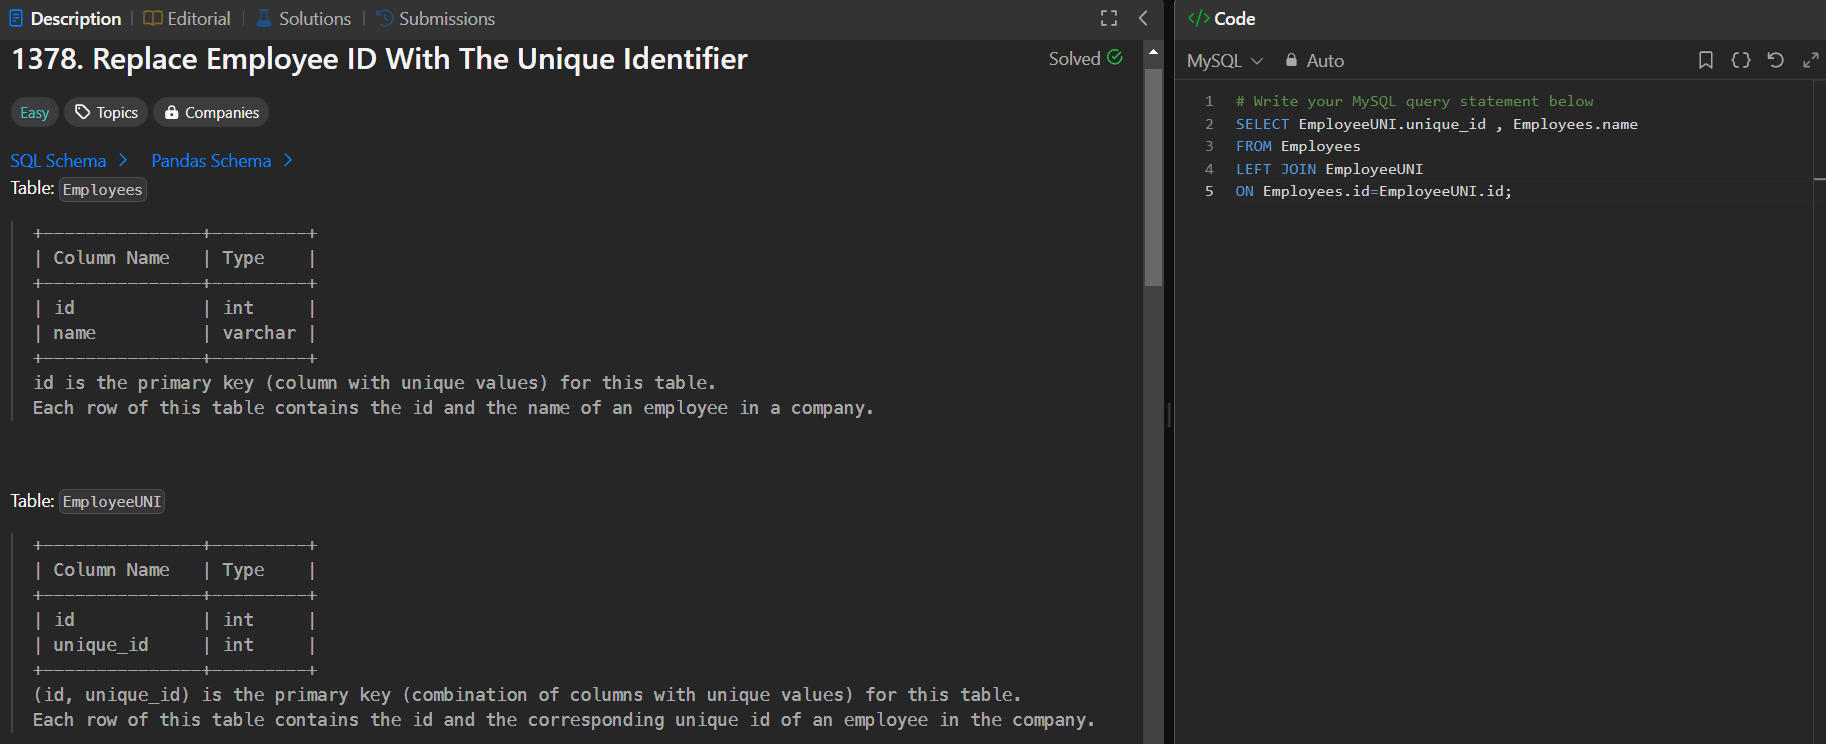 Description | Editorial | Solutions | Submissions
1378. Replace Employee ID With The Unique Identifier
Solved
Easy Topics Companies
SQL Schema > Pandas Schema >
Table: Employees
+---------------+---------+
| Column Name   | Type    |
+---------------+---------+
| id            | int     |
| name          | varchar |
+---------------+---------+
id is the primary key (column with unique values) for this table.
Each row of this table contains the id and the name of an employee in a company.
Table: EmployeeUNI
+---------------+---------+
| Column Name   | Type    |
+---------------+---------+
| id            | int     |
| unique_id     | int     |
+---------------+---------+
(id, unique_id) is the primary key (combination of columns with unique values) for this table.
Each row of this table contains the id and the corresponding unique id of an employee in the company.
</> Code
MySQL Auto
1 # Write your MySQL query statement below
2 SELECT EmployeeUNI.unique_id , Employees.name
3 FROM Employees
4 LEFT JOIN EmployeeUNI
5 ON Employees.id=EmployeeUNI.id;